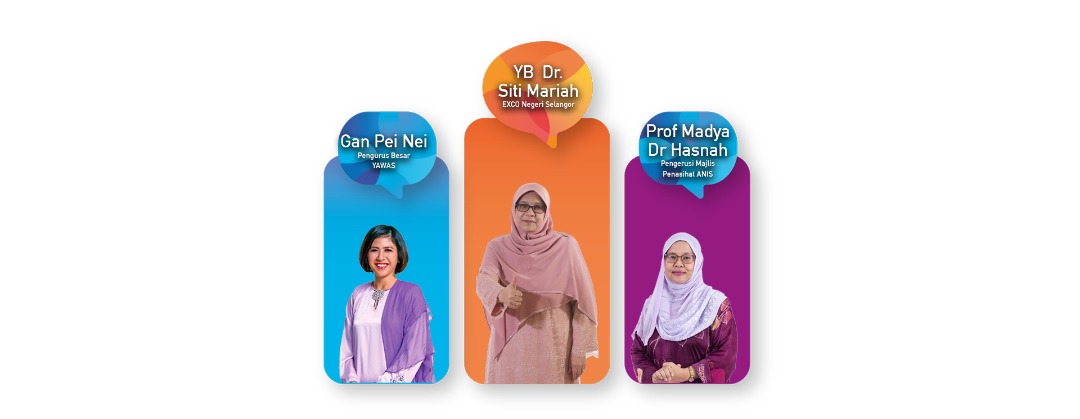 Gan Pei Nei
Pengurus Besar
YAWAS
YB Dr.
Siti Mariah
EXCO Negeri Selangor
Prof Madya
Dr Hasnah
Pengerusi Majlis
Penasihat ANIS